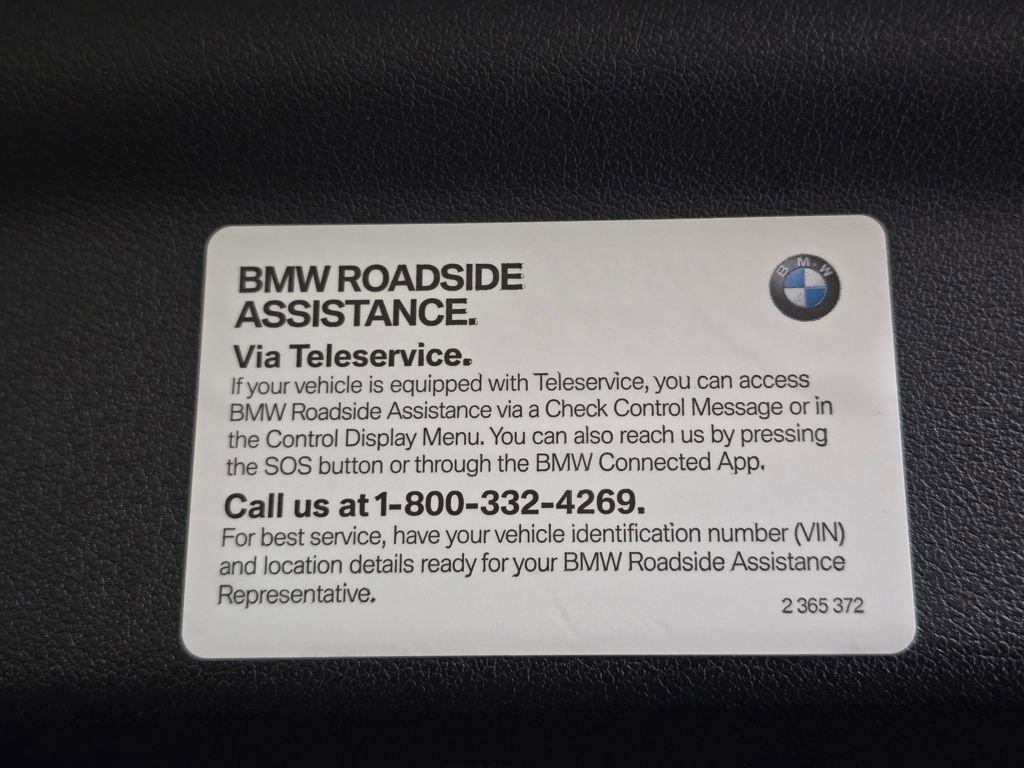 BMW ROADSIDE
ASSISTANCE.
BMW
Via Teleservice.
If your vehicle is equipped with Teleservice, you can access
BMW Roadside Assistance via a Check Control Message or in
the Control Display Menu. You can also reach us by pressing
the SOS button or through the BMW Connected App.
Call us at 1-800-332-4269.
For best service, have your vehicle identification number (VIN)
and location details ready for your BMW Roadside Assistance
Representative.
2 365 372